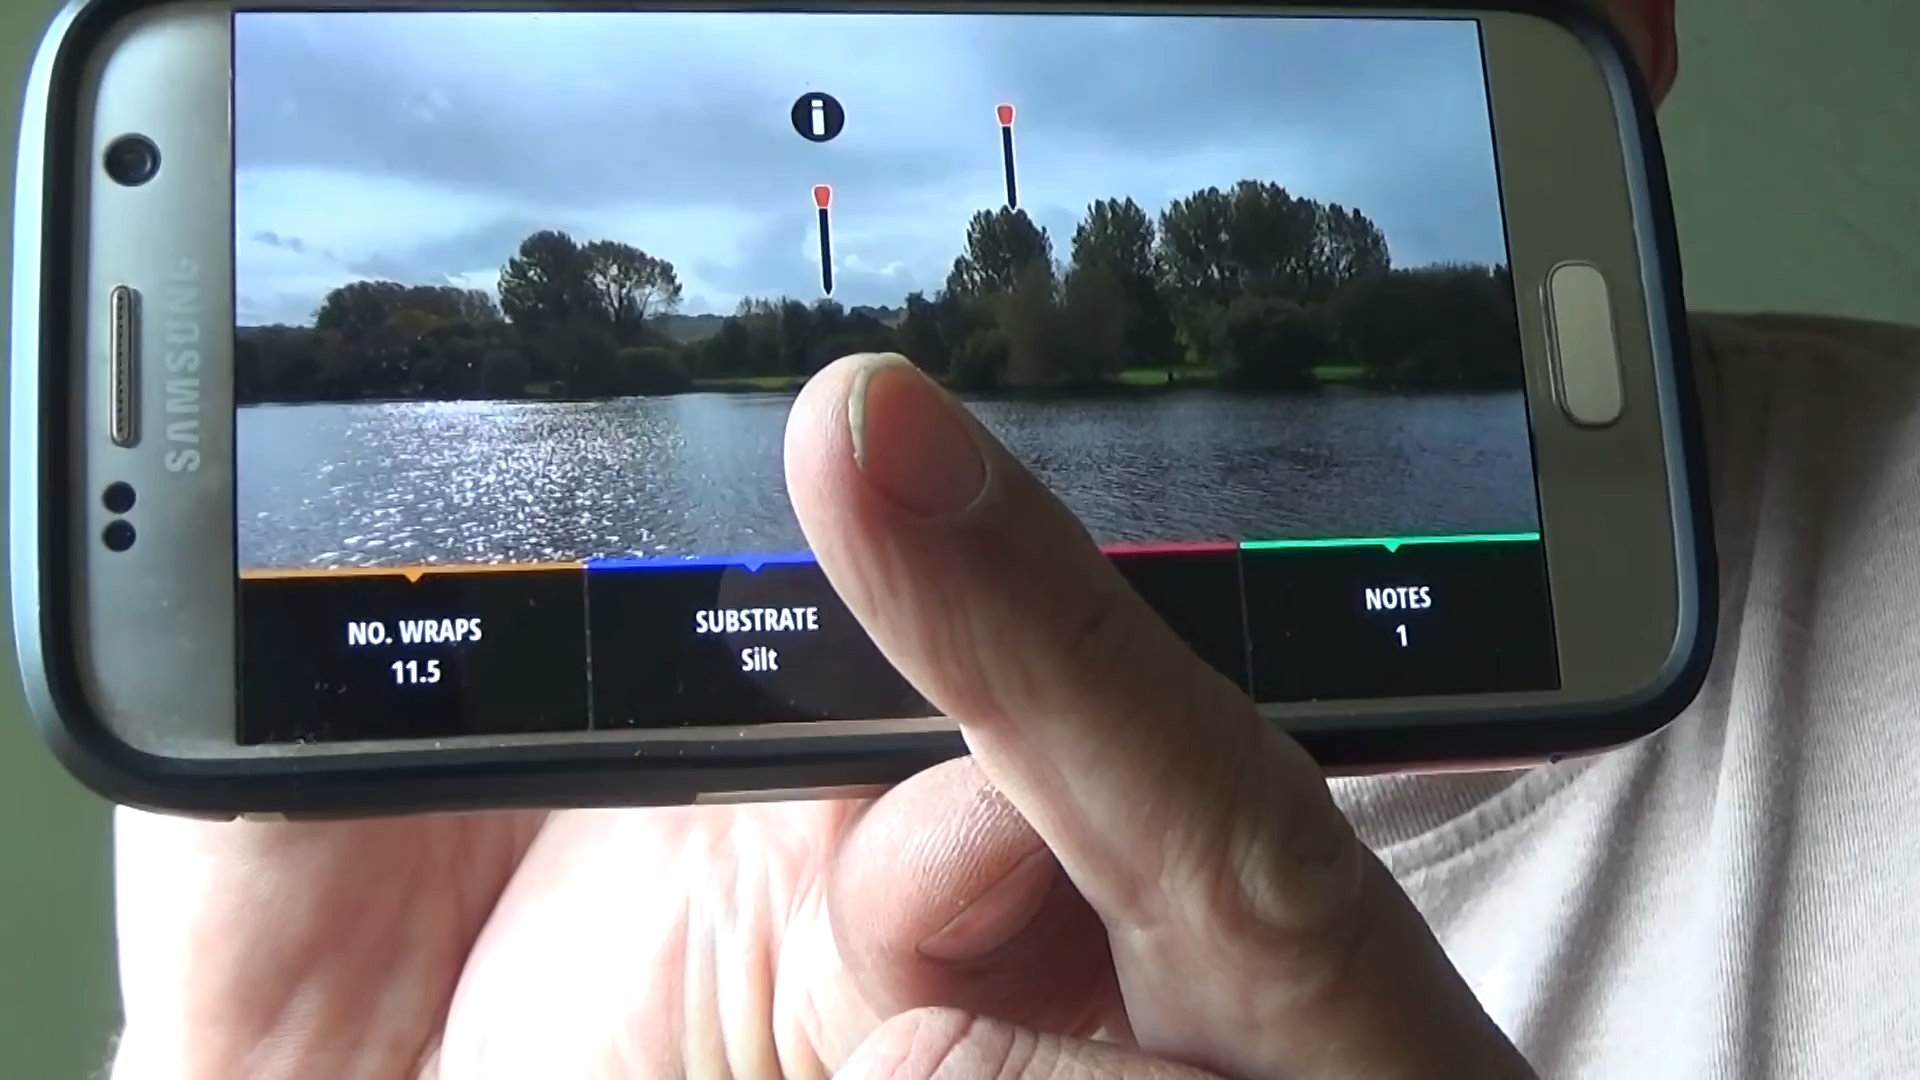 SAMSUNG
i
NO. WRAPS
11.5
SUBSTRATE
Silt
NOTES
1